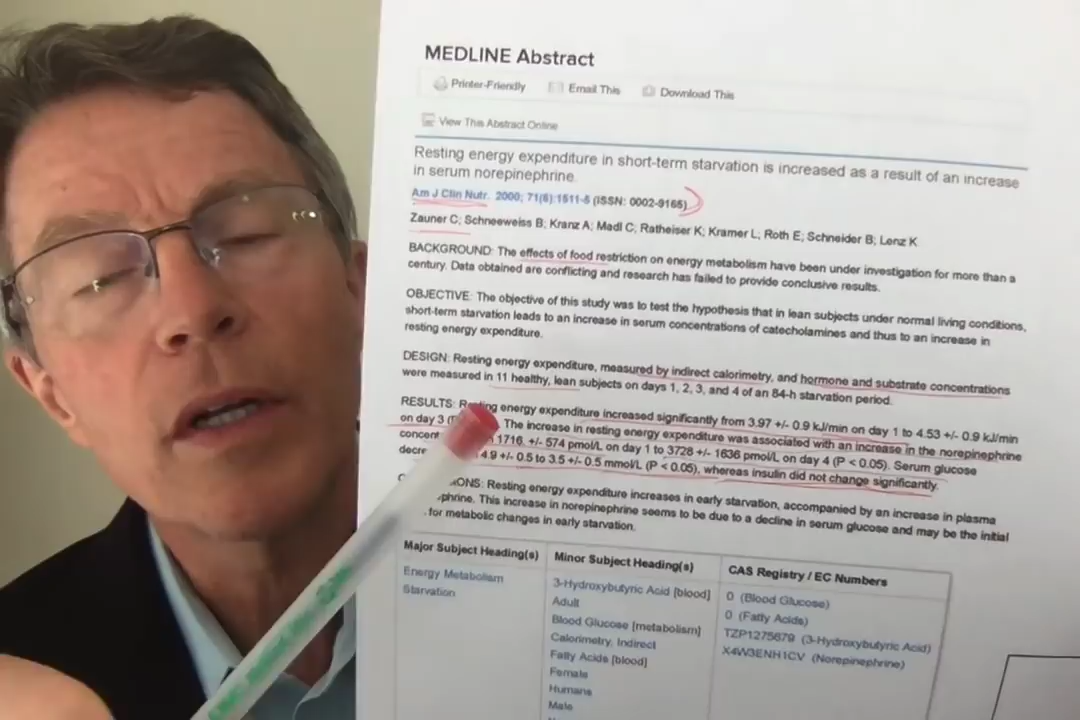 MEDLINE Abstract
Printer-Friendly Email This Download This
View This Abstract Online
Resting energy expenditure in short-term starvation is increased as a result of an increase
in serum norepinephrine.
Am J Clin Nutr. 2000; 71(6):1511-5 (ISSN: 0002-9165)
Zauner C; Schneeweiss B; Kranz A; Madl C; Ratheiser K; Kramer L; Roth E; Schneider B; Lenz K
BACKGROUND: The effects of food restriction on energy metabolism have been under investigation for more than a
century. Data obtained are conflicting and research has failed to provide conclusive results.
OBJECTIVE: The objective of this study was to test the hypothesis that in lean subjects under normal living conditions,
short-term starvation leads to an increase in serum concentrations of catecholamines and thus to an increase in
resting energy expenditure.
DESIGN: Resting energy expenditure, measured by indirect calorimetry, and hormone and substrate concentrations
were measured in 11 healthy, lean subjects on days 1, 2, 3, and 4 of an 84-h starvation period.
RESULTS: Resting energy expenditure increased significantly from 3.97 +/- 0.9 kJ/min on day 1 to 4.53 +/- 0.9 kJ/min
on day 3 The increase in resting energy expenditure was associated with an increase in the norepinephrine
concent 1716. +/- 574 pmol/L on day 1 to 3728 +/- 1636 pmol/L on day 4 (P < 0.05). Serum glucose
decre 4.9 +/- 0.5 to 3.5 +/- 0.5 mmol/L (P < 0.05), whereas insulin did not change significantly.
IONS: Resting energy expenditure increases in early starvation, accompanied by an increase in plasma
phrine. This increase in norepinephrine seems to be due to a decline in serum glucose and may be the initial
for metabolic changes in early starvation.
Major Subject Heading(s) Minor Subject Heading(s) CAS Registry / EC Numbers
Energy Metabolism 3-Hydroxybutyric Acid [blood] 0 (Blood Glucose)
Starvation Adult 0 (Fatty Acids)
Blood Glucose [metabolism] TZP1275679 (3-Hydroxybutyric Acid)
Calorimetry, Indirect X4W3ENH1CV (Norepinephrine)
Fatty Acids [blood]
Female
Humans
Male